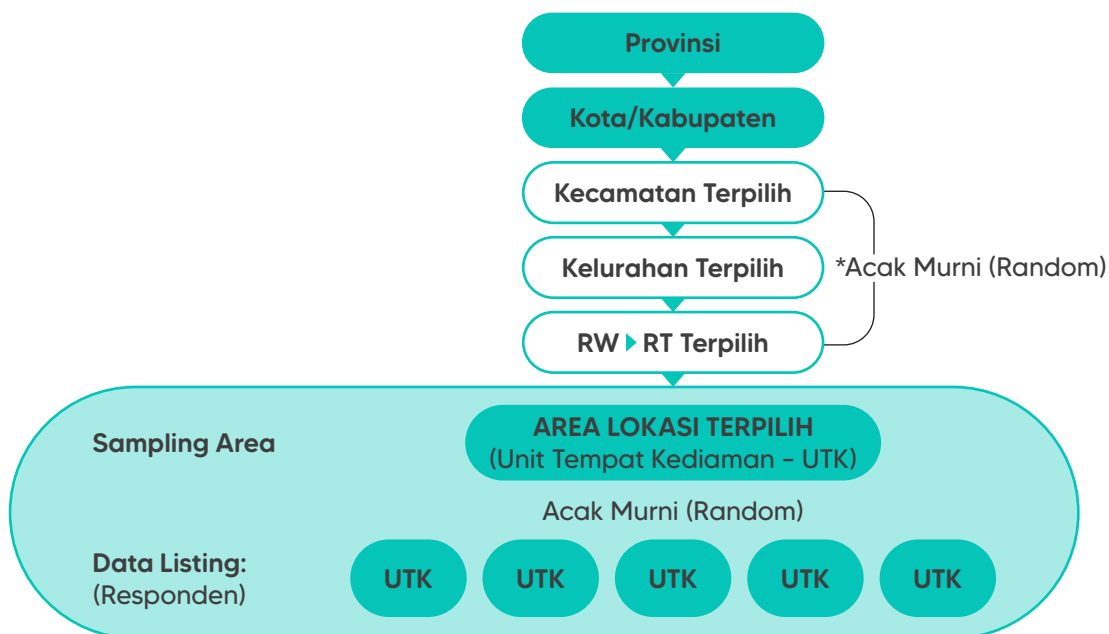 Provinsi
Kota/Kabupaten
Kecamatan Terpilih
Kelurahan Terpilih
*Acak Murni (Random)
RW RT Terpilih
Sampling Area
AREA LOKASI TERPILIH
(Unit Tempat Kediaman - UTK)
Acak Murni (Random)
Data Listing:
(Responden)
UTK UTK UTK UTK UTK